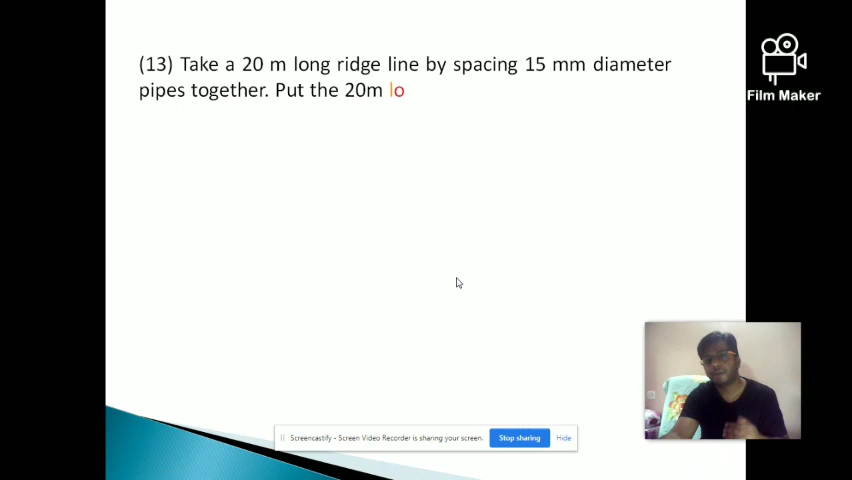 (13) Take a 20 m long ridge line by spacing 15 mm diameter
pipes together. Put the 20m lo
Film Maker
Screencastify - Screen Video Recorder is sharing your screen.
Stop sharing
Hide